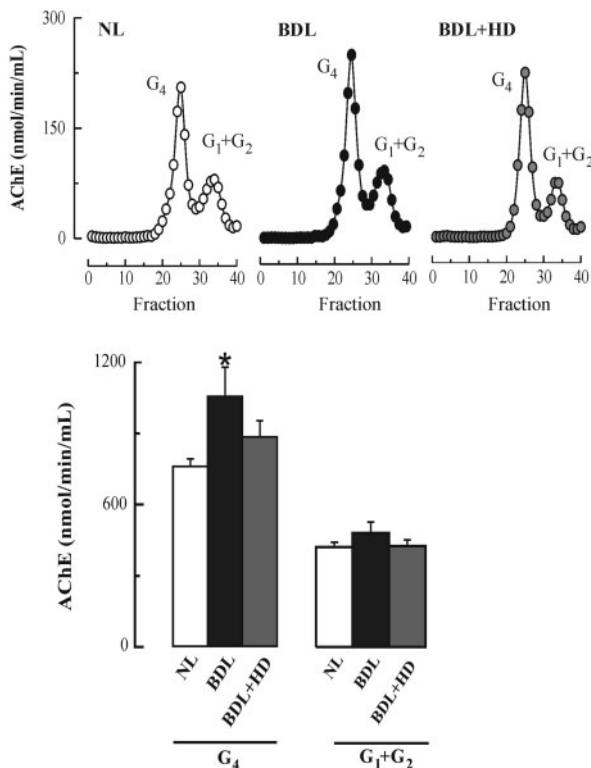 NL
BDL
BDL+HD
AChE (nmol/min/mL)
300
150
0
G4
G1+G2
G4
G1+G2
G4
G1+G2
0 10 20 30 40
0 10 20 30 40
0 10 20 30 40
Fraction
Fraction
Fraction
AChE (nmol/min/mL)
1200
600
0
*
NL
BDL
BDL+HD
NL
BDL
BDL+HD
G4
G1+G2